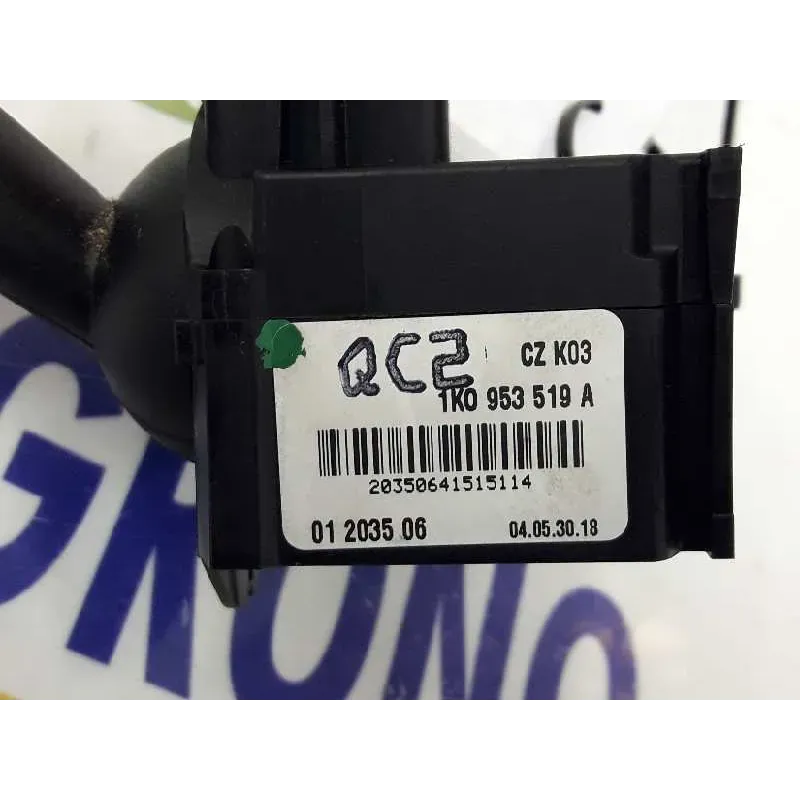 QC2 CZ K03
1K0 953 519 A
20350641515114
01 2035 06 04.05.30.18
GRONO